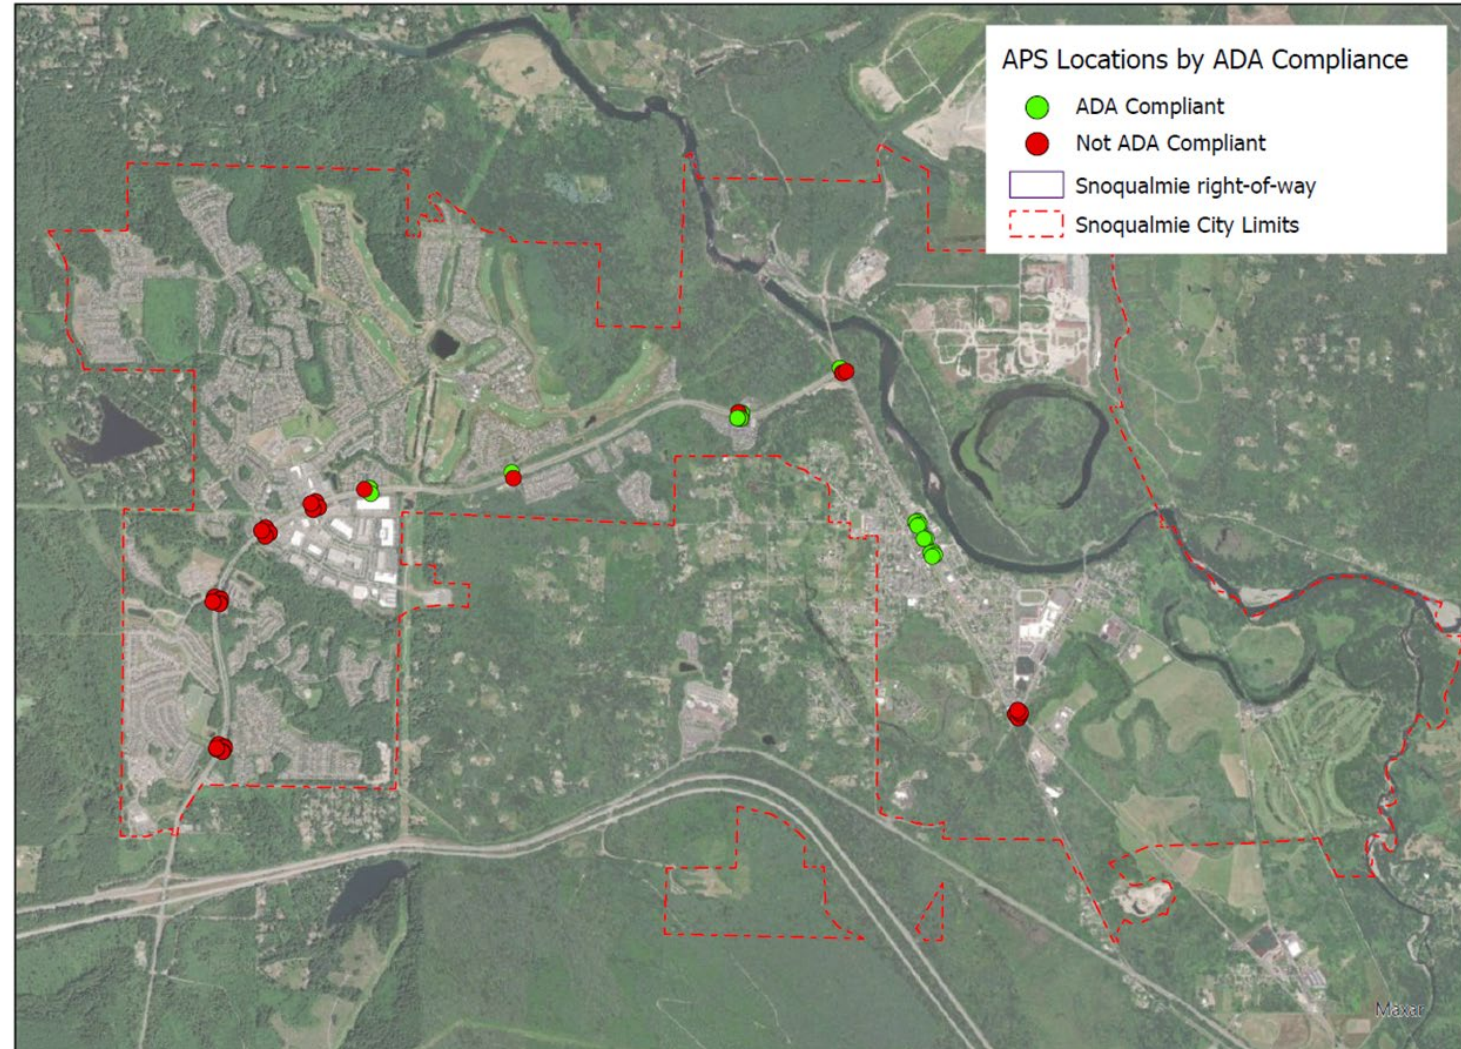 APS Locations by ADA Compliance
ADA Compliant
Not ADA Compliant
Snoqualmie right-of-way
Snoqualmie City Limits
Maxar